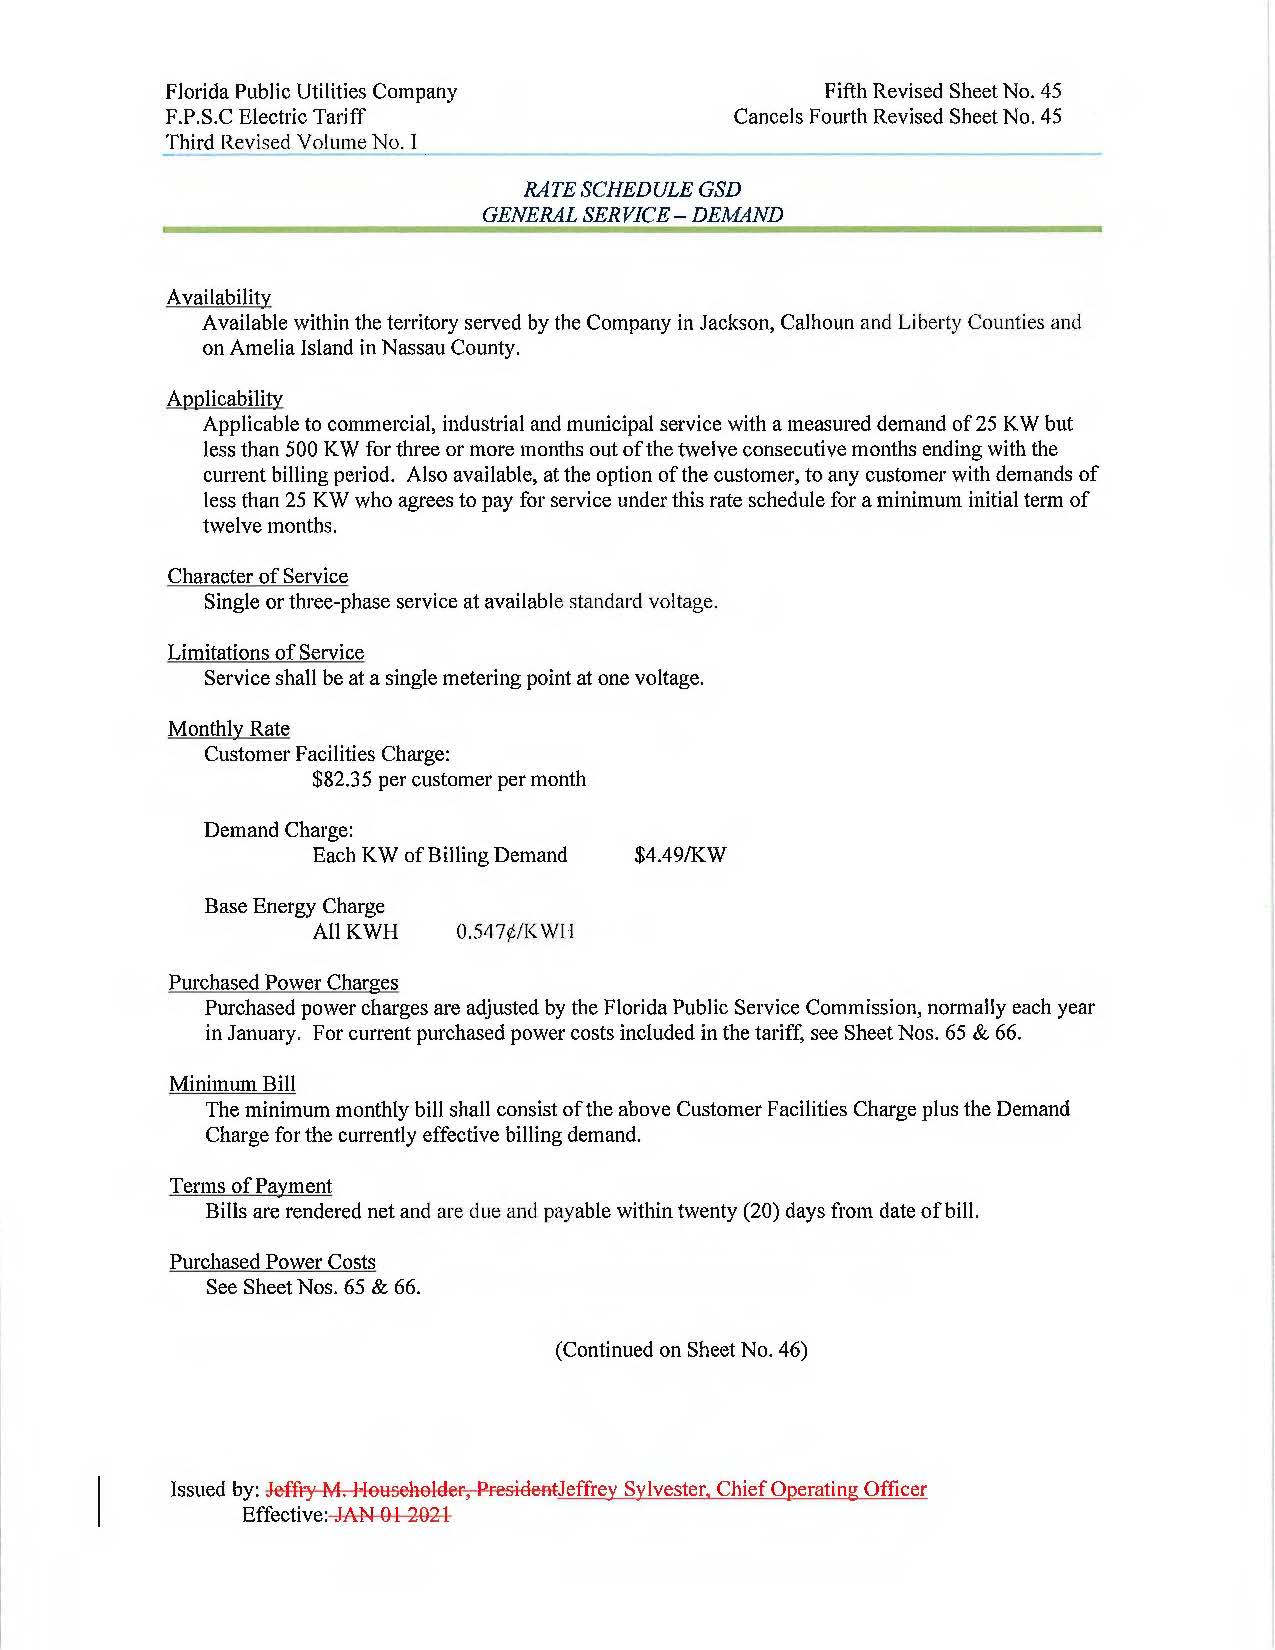 Florida Public Utilities Company
Fifth Revised Sheet No. 45
F.P.S.C Electric Tariff
Cancels Fourth Revised Sheet No. 45
Third Revised Volume No. I
RATE SCHEDULE GSD
GENERAL SERVICE – DEMAND
Availability
Available within the territory served by the Company in Jackson, Calhoun and Liberty Counties and
on Amelia Island in Nassau County.
Applicability
Applicable to commercial, industrial and municipal service with a measured demand of 25 KW but
less than 500 KW for three or more months out of the twelve consecutive months ending with the
current billing period. Also available, at the option of the customer, to any customer with demands of
less than 25 KW who agrees to pay for service under this rate schedule for a minimum initial term of
twelve months.
Character of Service
Single or three-phase service at available standard voltage.
Limitations of Service
Service shall be at a single metering point at one voltage.
Monthly Rate
Customer Facilities Charge:
$82.35 per customer per month
Demand Charge:
Each KW of Billing Demand $4.49/KW
Base Energy Charge
All KWH 0.547¢/KWH
Purchased Power Charges
Purchased power charges are adjusted by the Florida Public Service Commission, normally each year
in January. For current purchased power costs included in the tariff, see Sheet Nos. 65 & 66.
Minimum Bill
The minimum monthly bill shall consist of the above Customer Facilities Charge plus the Demand
Charge for the currently effective billing demand.
Terms of Payment
Bills are rendered net and are due and payable within twenty (20) days from date of bill.
Purchased Power Costs
See Sheet Nos. 65 & 66.
(Continued on Sheet No. 46)
Issued by: Jeffry M. Householder, PresidentJeffrey Sylvester, Chief Operating Officer
Effective: JAN 01 2021